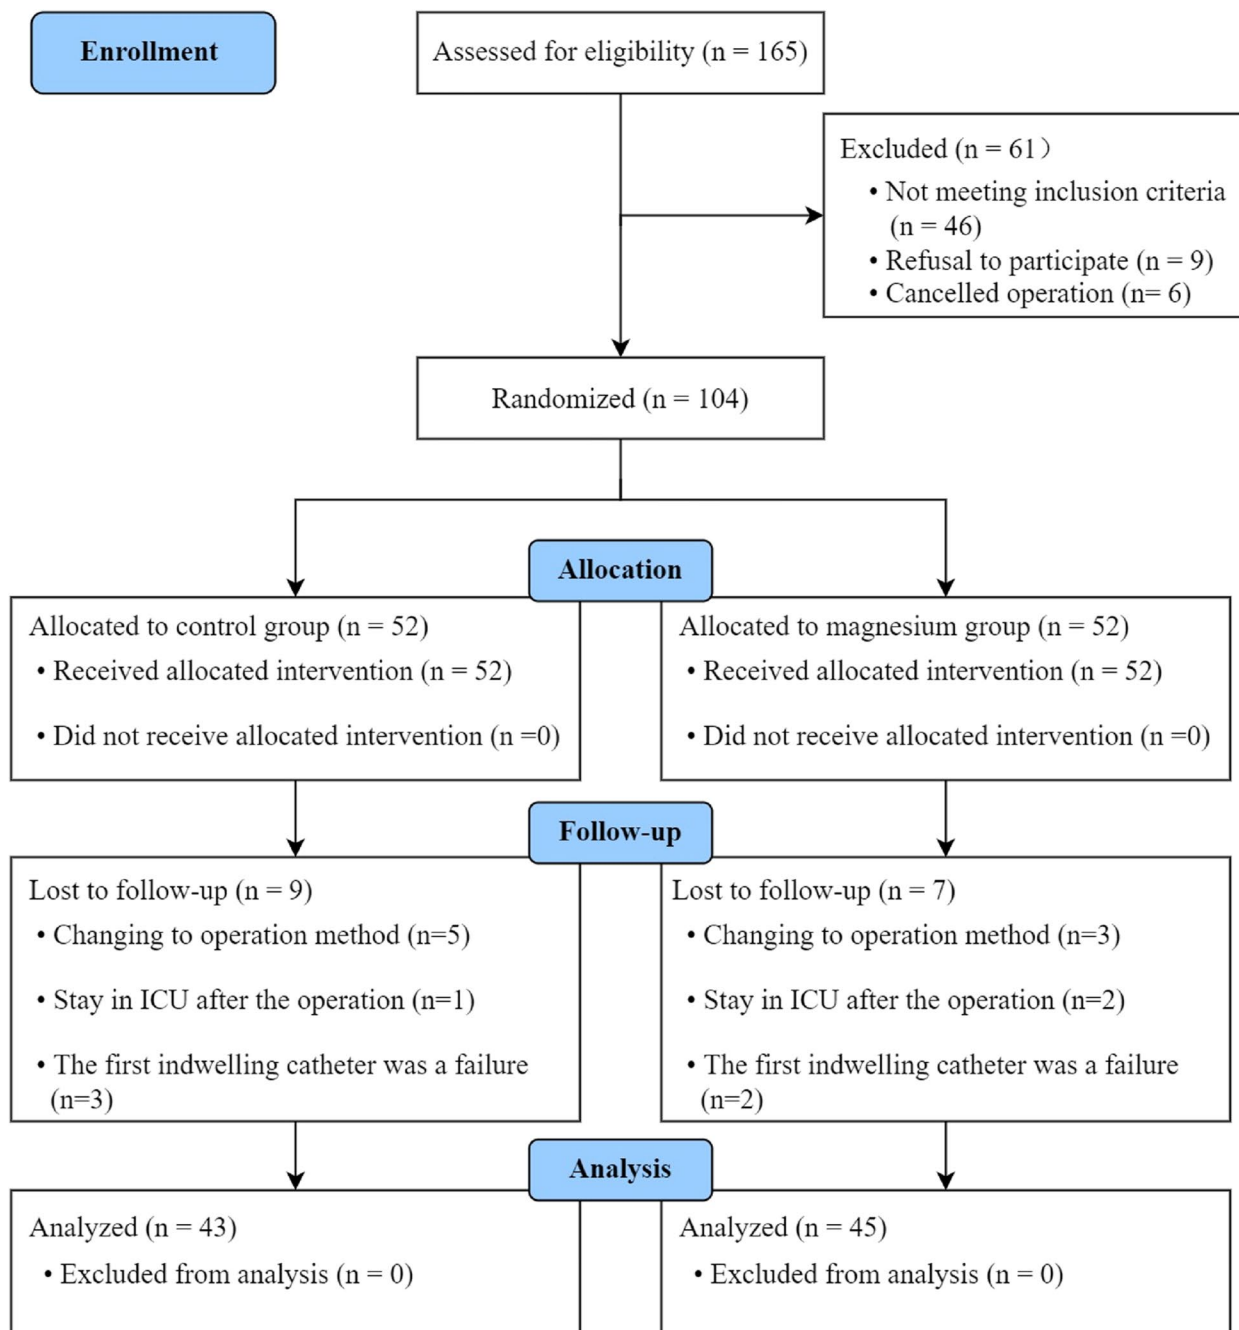 Enrollment
Assessed for eligibility (n = 165)
Excluded (n = 61）
• Not meeting inclusion criteria
(n = 46)
• Refusal to participate (n = 9)
• Cancelled operation (n= 6)
Randomized (n = 104)
Allocation
Allocated to control group (n = 52)
• Received allocated intervention (n = 52)
• Did not receive allocated intervention (n =0)
Allocated to magnesium group (n = 52)
• Received allocated intervention (n = 52)
• Did not receive allocated intervention (n =0)
Follow-up
Lost to follow-up (n = 9)
• Changing to operation method (n=5)
• Stay in ICU after the operation (n=1)
• The first indwelling catheter was a failure
(n=3)
Lost to follow-up (n = 7)
• Changing to operation method (n=3)
• Stay in ICU after the operation (n=2)
• The first indwelling catheter was a failure
(n=2)
Analysis
Analyzed (n = 43)
• Excluded from analysis (n = 0)
Analyzed (n = 45)
• Excluded from analysis (n = 0)